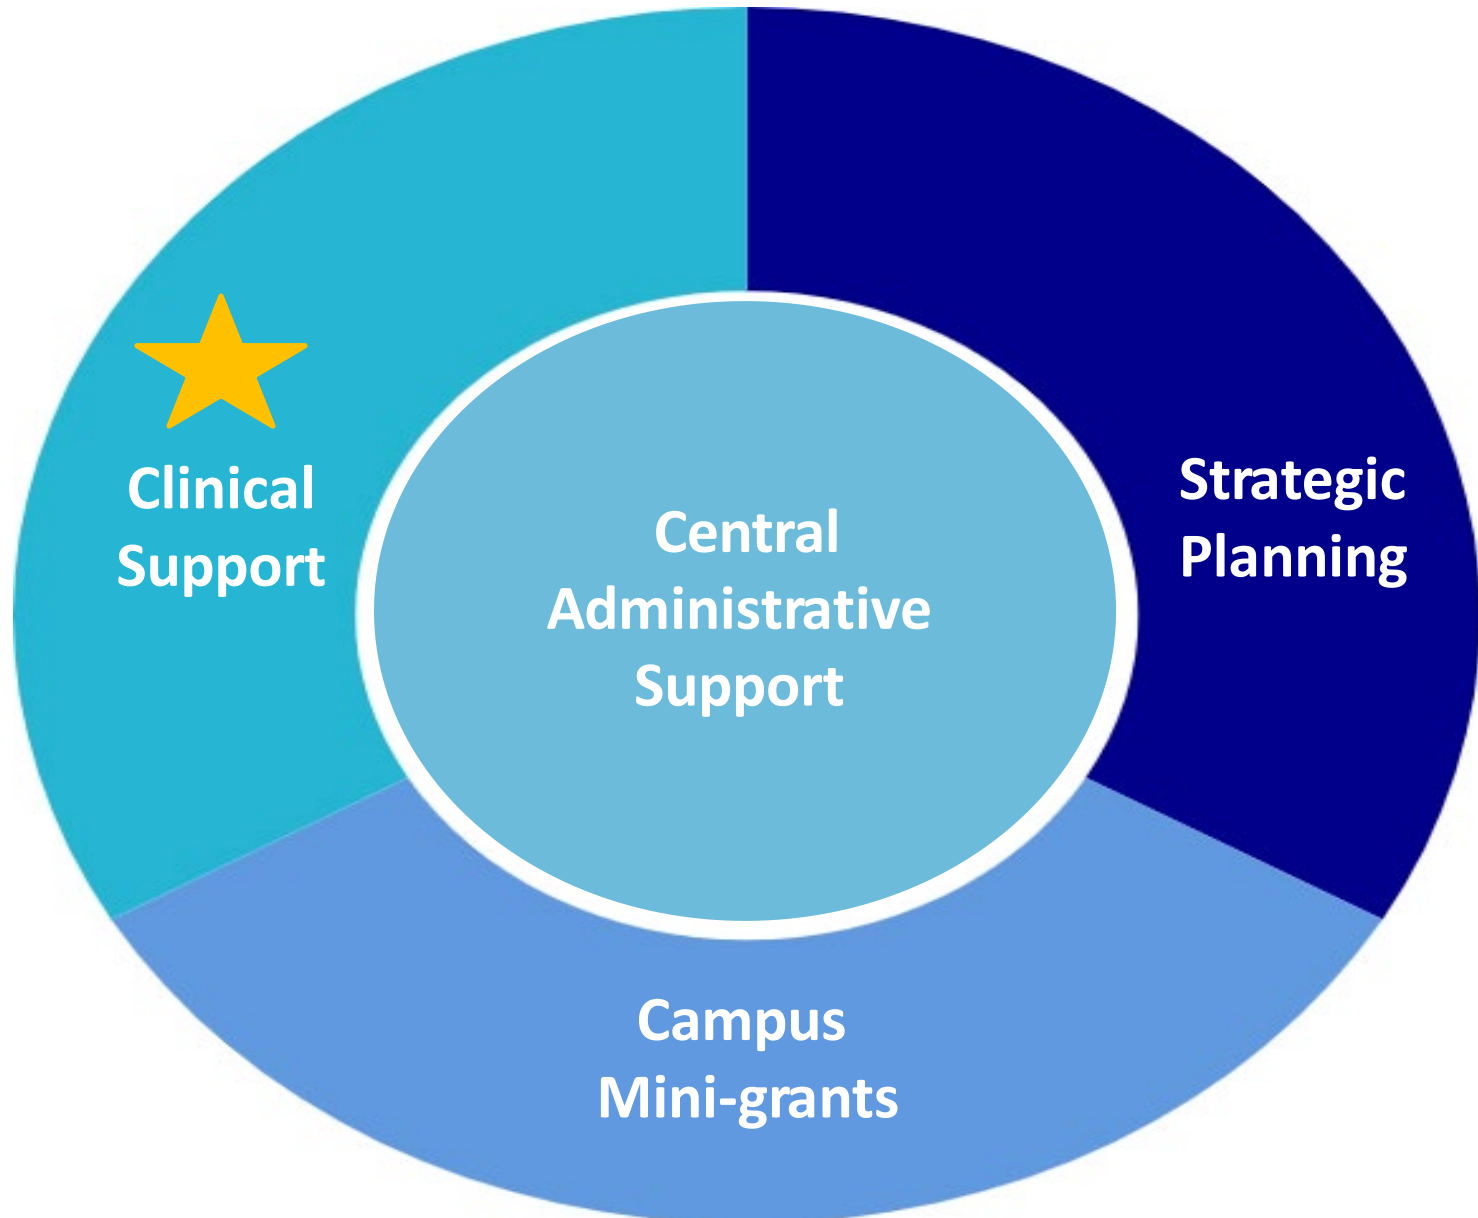 Clinical
Support
Central
Administrative
Support
Strategic
Planning
Campus
Mini-grants